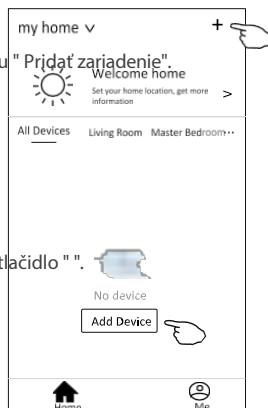 my home
+
u " Pridať zariadenie".
Welcome home
Set your home location, get more
information
>
All Devices Living Room Master Bedroom...
tlačidlo " ".
No device
Add Device
Home Me